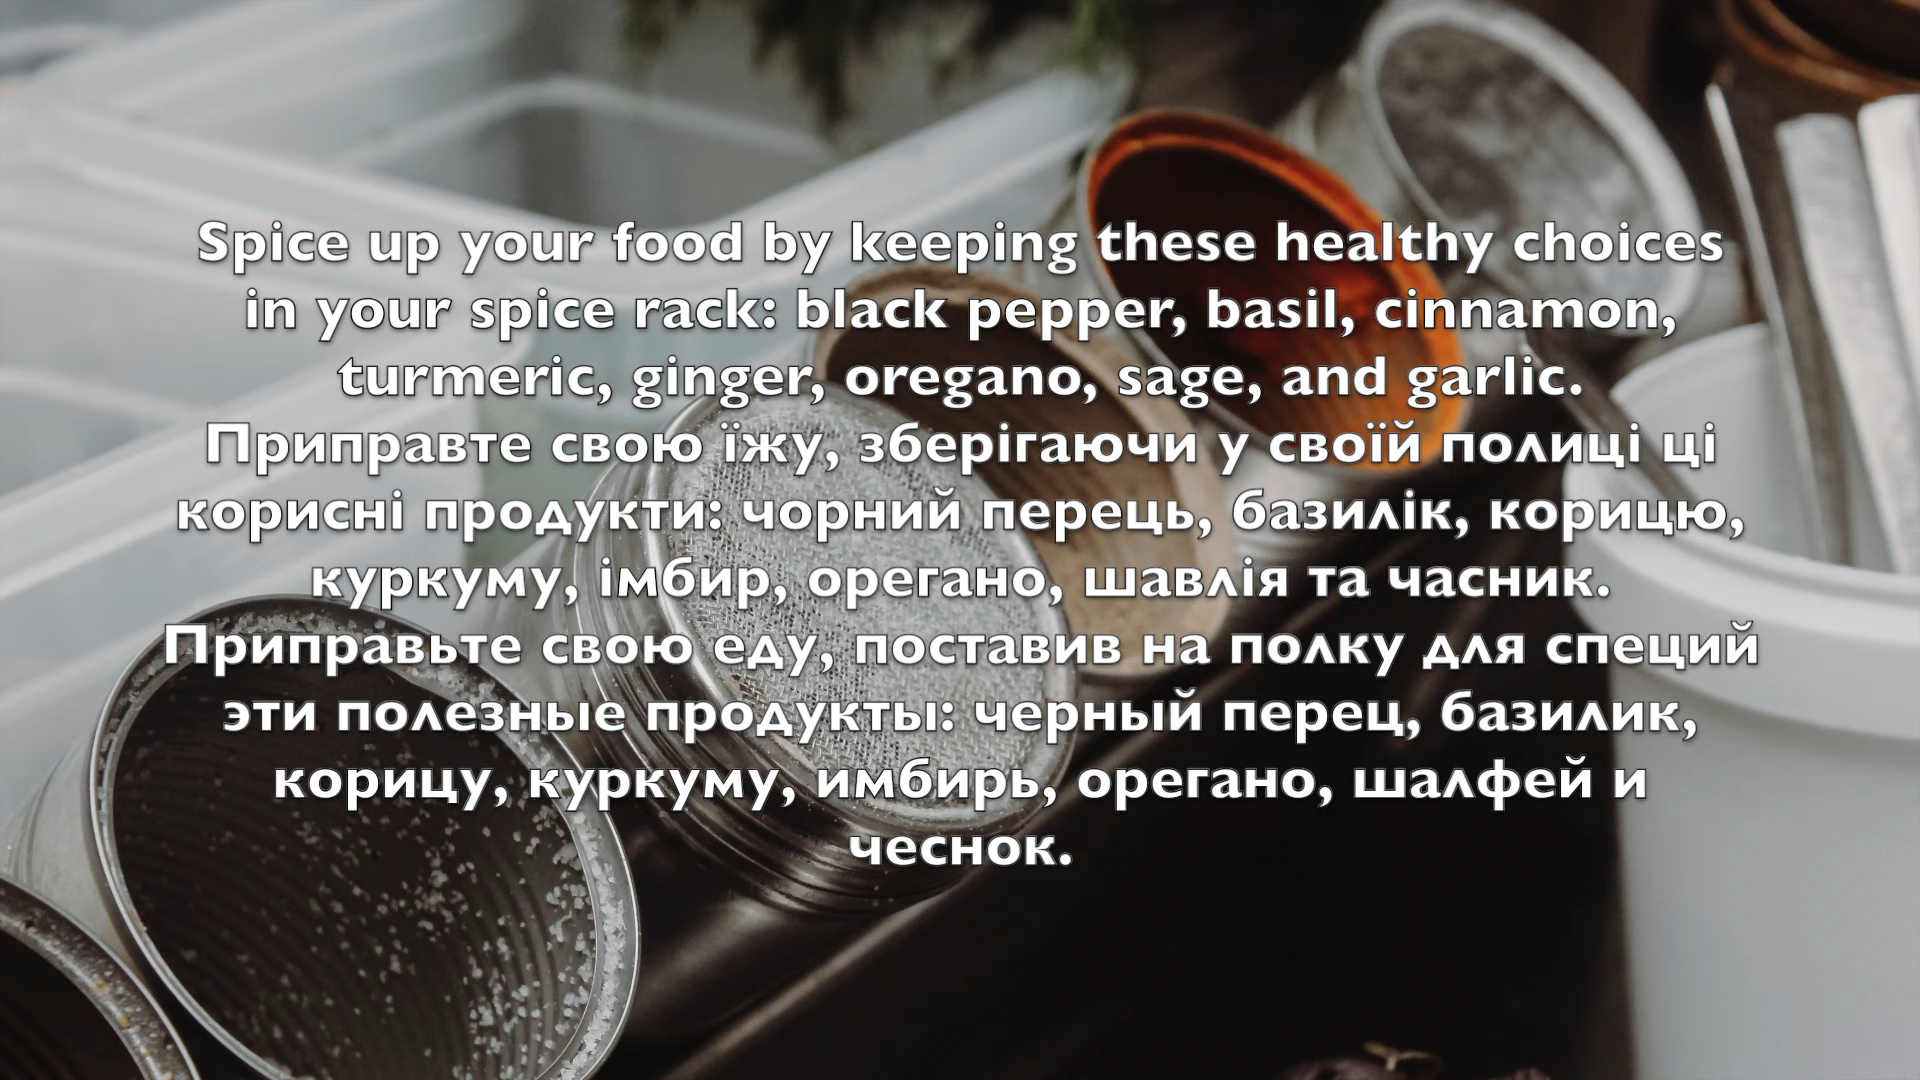 Spice up your food by keeping these healthy choices
in your spice rack: black pepper, basil, cinnamon,
turmeric, ginger, oregano, sage, and garlic.
Приправте свою їжу, зберігаючи у своїй полиці ці
корисні продукти: чорний перець, базилік, корицю,
куркуму, імбир, орегано, шавлія та часник.
Приправьте свою еду, поставив на полку для специй
эти полезные продукты: черный перец, базилик,
корицу, куркуму, имбирь, орегано, шалфей и
чеснок.